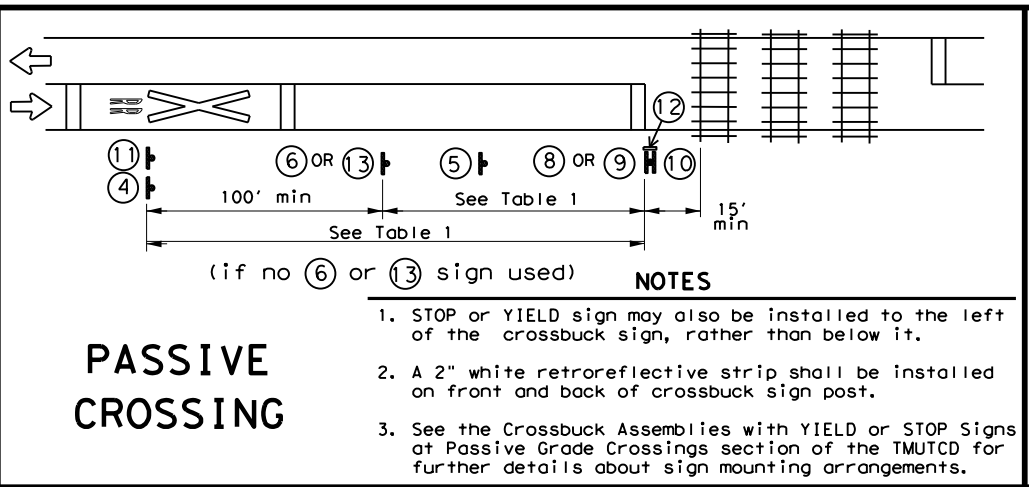 RR
12
11
6 OR 13
5
8 OR 9
10
4
100' min
See Table 1
15'
min
See Table 1
(if no 6 or 13 sign used)
NOTES
1. STOP or YIELD sign may also be installed to the left
of the crossbuck sign, rather than below it.
PASSIVE
CROSSING
2. A 2" white retroreflective strip shall be installed
on front and back of crossbuck sign post.
3. See the Crossbuck Assemblies with YIELD or STOP Signs
at Passive Grade Crossings section of the TMUTCD for
further details about sign mounting arrangements.